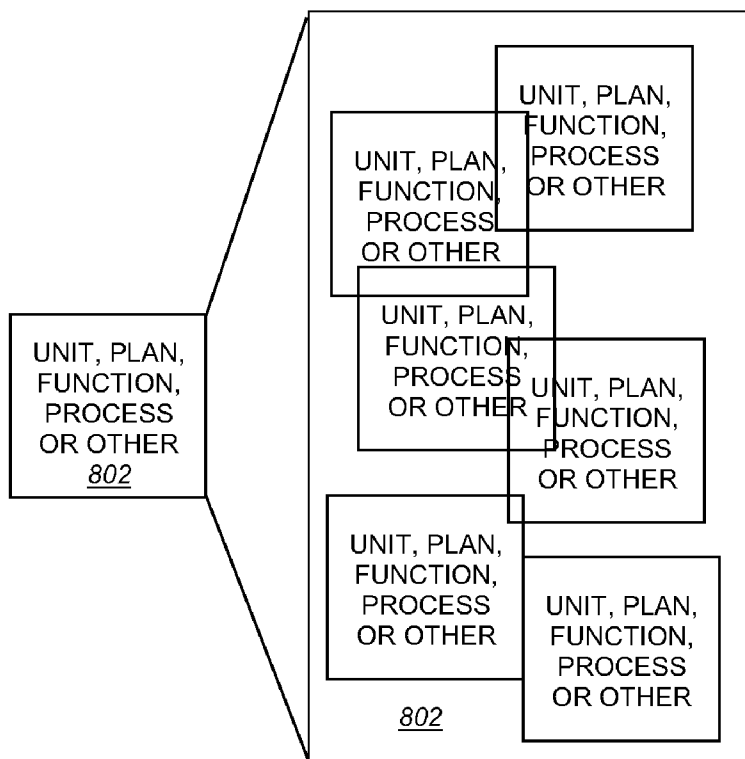 UNIT, PLAN,
FUNCTION,
PROCESS
OR OTHER
802
UNIT, PLAN,
FUNCTION,
PROCESS
OR OTHER
UNIT, PLAN,
FUNCTION,
PROCESS
OR OTHER
UNIT, PLAN,
FUNCTION,
PROCESS
OR OTHER
UNIT, PLAN,
FUNCTION,
PROCESS
OR OTHER
UNIT, PLAN,
FUNCTION,
PROCESS
OR OTHER
UNIT, PLAN,
FUNCTION,
PROCESS
OR OTHER
802